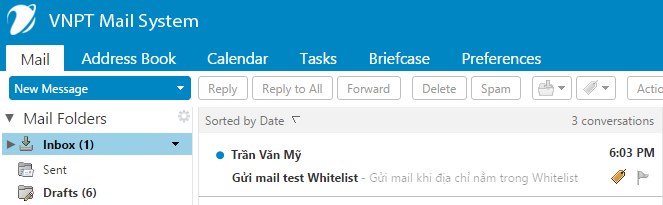 VNPT Mail System
Mail Address Book Calendar Tasks Briefcase Preferences
New Message Reply Reply to All Forward Delete Spam Actio
Mail Folders Sorted by Date 3 conversations
Inbox (1) Trần Văn Mỹ 6:03 PM
Sent Gửi mail test Whitelist - Gửi mail khi địa chỉ nằm trong Whitelist
Drafts (6)